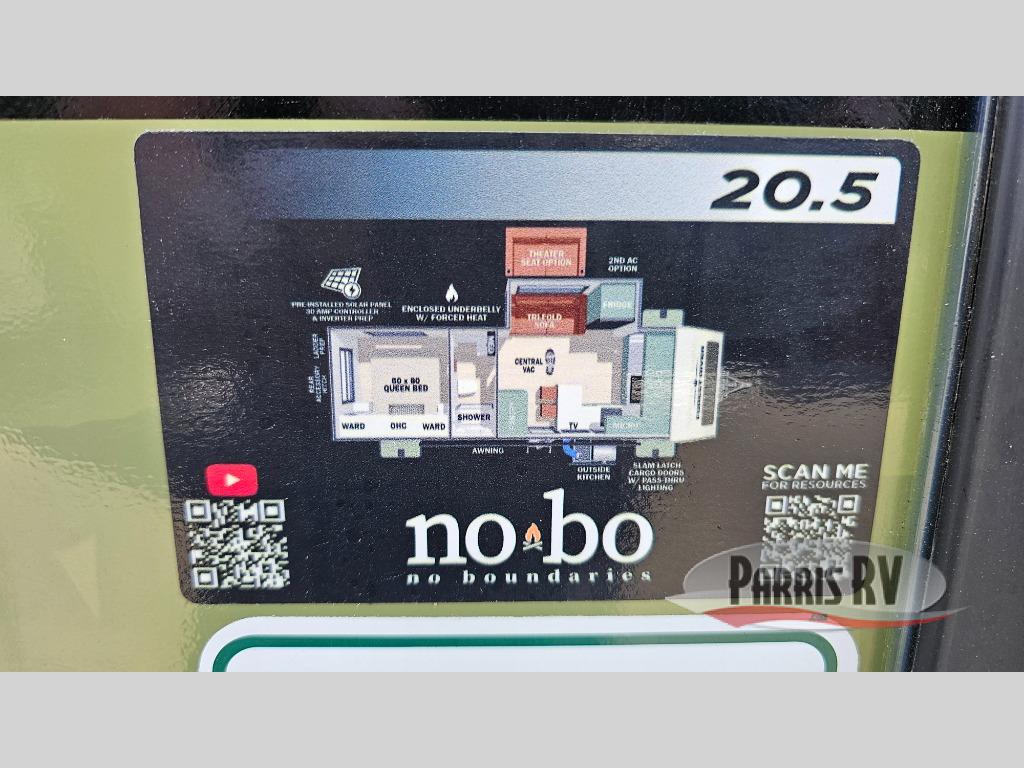 20.5
THEATER
SEAT OPTION
2ND AC
OPTION
PRE-INSTALLED SOLAR PANEL
30 AMP CONTROLLER
& INVERTER PREP
ENCLOSED UNDERBELLY
W/ FORCED HEAT
FRIDGE
TRI-FOLD
SOFA
LADDER
PREP
REAR
ACCESSORY
HITCH
CENTRAL
VAC
60 x 80
QUEEN BED
SHOWER
WARD
OHC
WARD
TV
MICRO
AWNING
OUTSIDE
KITCHEN
SLAM LATCH
CARGO DOORS
W/ PASS-THRU
LIGHTING
SCAN ME
FOR RESOURCES
no bo
no boundaries
PARRIS RV